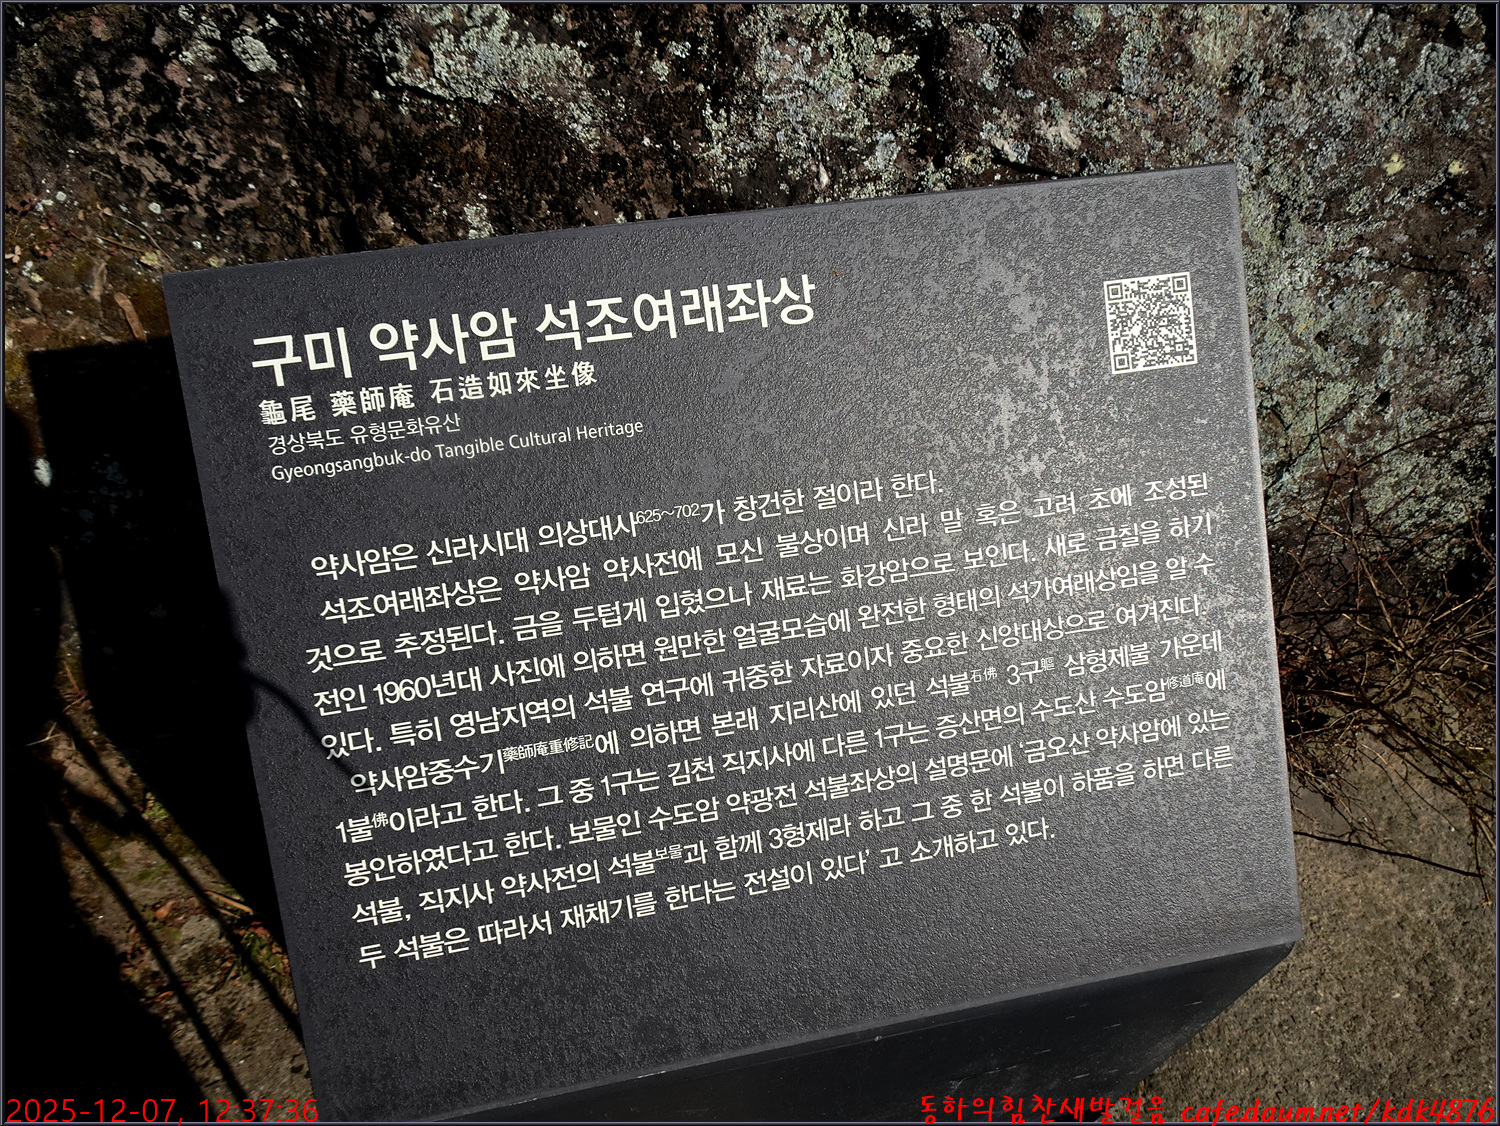 구미 약사암 석조여래좌상
龜尾 藥師庵 石造如來坐像
경상북도 유형문화유산
Gyeongsangbuk-do Tangible Cultural Heritage
약사암은 신라시대 의상대사625~702가 창건한 절이라 한다.
석조여래좌상은 약사암 약사전에 모신 불상이며 신라 말 혹은 고려 초에 조성된
것으로 추정된다. 금을 두텁게 입혔으나 재료는 화강암으로 보인다. 새로 금칠을 하기
전인 1960년대 사진에 의하면 원만한 얼굴모습에 완전한 형태의 석가여래상임을 알 수
있다. 특히 영남지역의 석불 연구에 귀중한 자료이자 중요한 신앙대상으로 여겨진다.
약사암중수기藥師庵重修記에 의하면 본래 지리산에 있던 석불石佛 3구軀 삼형제불 가운데
1불佛이라고 한다. 그 중 1구는 김천 직지사에 다른 1구는 증산면의 수도산 수도암修道庵에
봉안하였다고 한다. 보물인 수도암 약광전 석불좌상의 설명문에 ‘금오산 약사암에 있는
석불, 직지사 약사전의 석불보물과 함께 3형제라 하고 그 중 한 석불이 하품을 하면 다른
두 석불은 따라서 재채기를 한다는 전설이 있다’ 고 소개하고 있다.
2025-12-07, 12:37:36
동하의힘찬새발걸음 cafe.daum.net/kdk4876